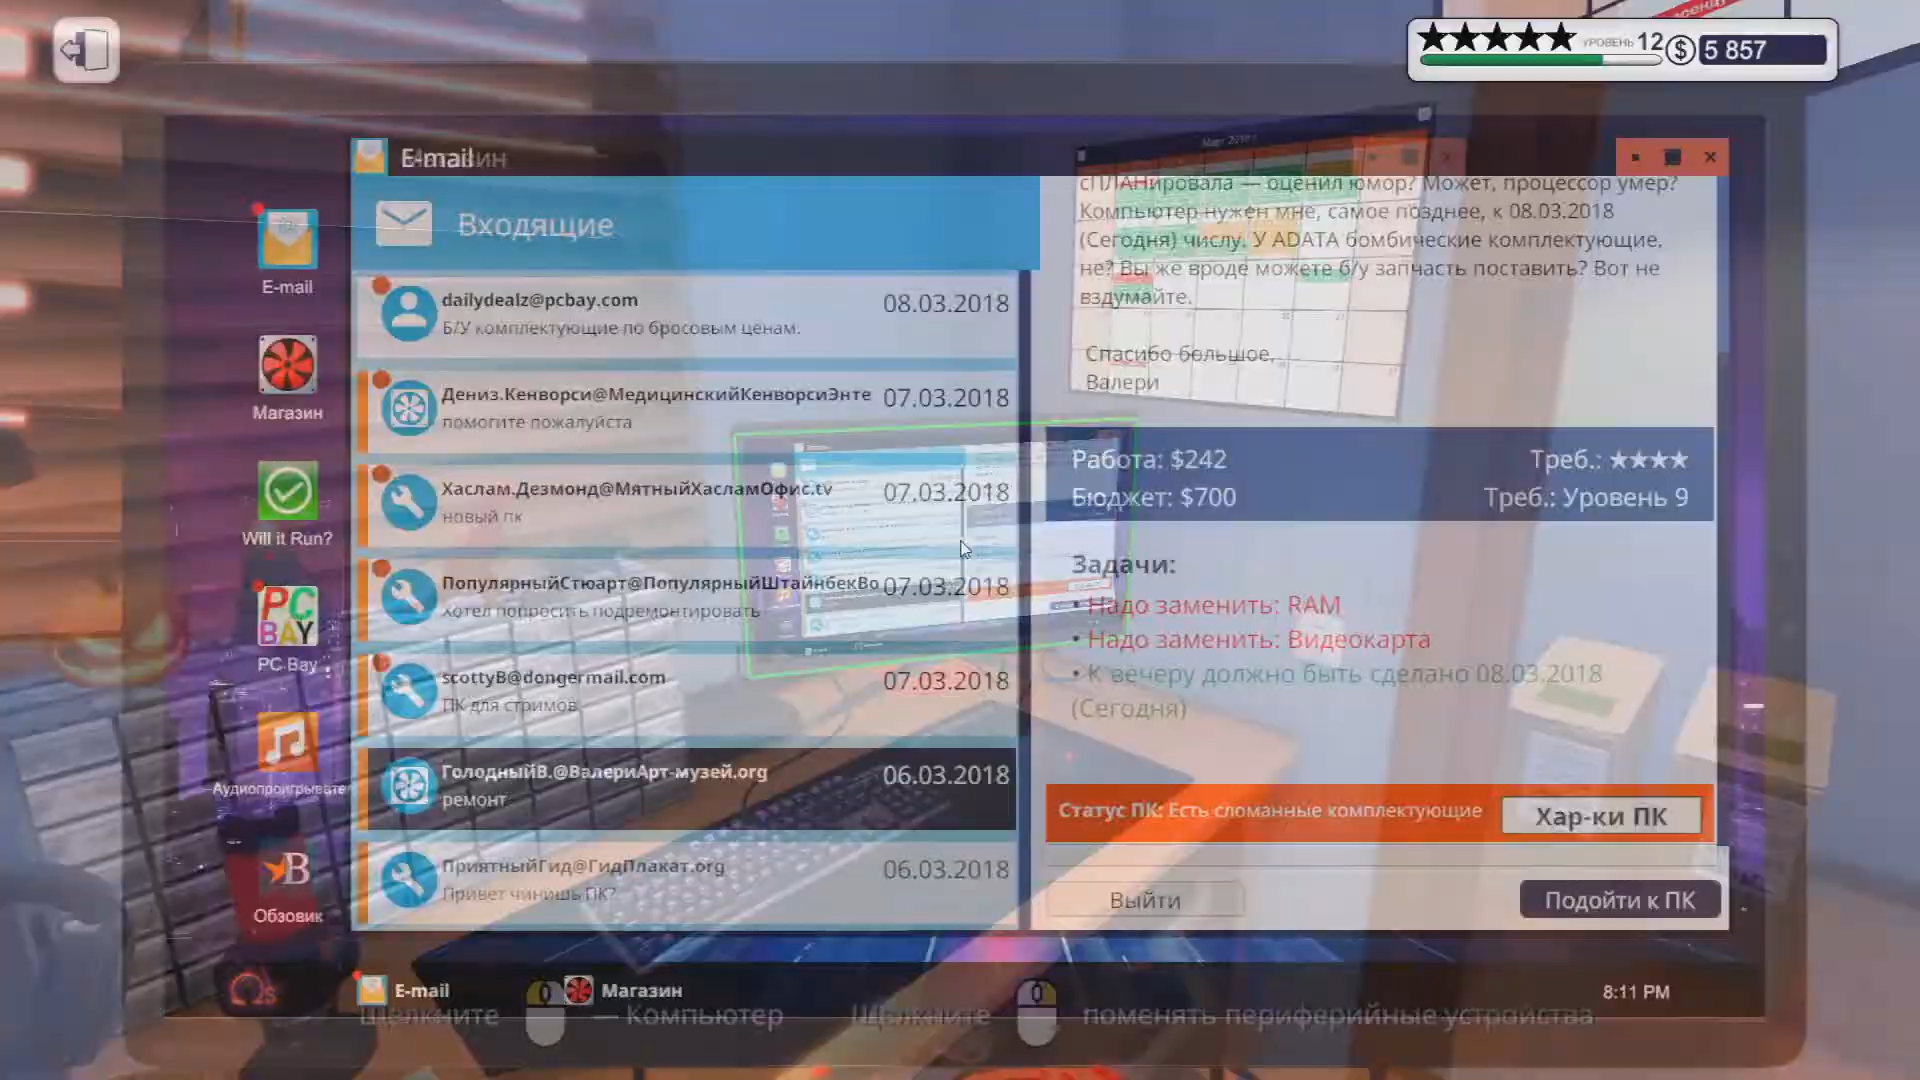 УРОВЕНЬ 12
5 857
E-mail
Входящие
dailydealz@pcbay.com 08.03.2018
Б/У комплектующие по бросовым ценам.
Дениз.Кенворси@МедицинскийКенворсиЭнте 07.03.2018
помогите пожалуйста
Хаслам.Дезмонд@МятныйХасламОфис.tv 07.03.2018
новый пк
ПопулярныйСтюарт@ПопулярныйШтайнбекВо 07.03.2018
Хотел попросить подремонтировать
scottyB@dongermail.com 07.03.2018
ПК для стримов
ГолодныйВ.@ВалериАрт-музей.org 06.03.2018
ремонт
ПриятныйГид@ГидПлакат.org 06.03.2018
Привет чинишь ПК?
E-mail
Магазин
Will it Run?
PC BAY
PC Bay
Аудиопроигрывате
Обзовик
сПЛАНировала — оценил юмор? Может, процессор умер?
Компьютер нужен мне, самое позднее, к 08.03.2018
(Сегодня) числу. У ADATA бомбические комплектующие,
не? Вы же вроде можете б/у запчасть поставить? Вот не
вздумайте.
Спасибо большое,
Валери
Работа: $242 Треб.: ★★★★
Бюджет: $700 Треб.: Уровень 9
Задачи:
• Надо заменить: RAM
• Надо заменить: Видеокарта
• К вечеру должно быть сделано 08.03.2018
(Сегодня)
Статус ПК: Есть сломанные комплектующие Хар-ки ПК
Выйти Подойти к ПК
E-mail Магазин 8:11 PM
Щелкните — Компьютер Щелкните поменять периферийные устройства